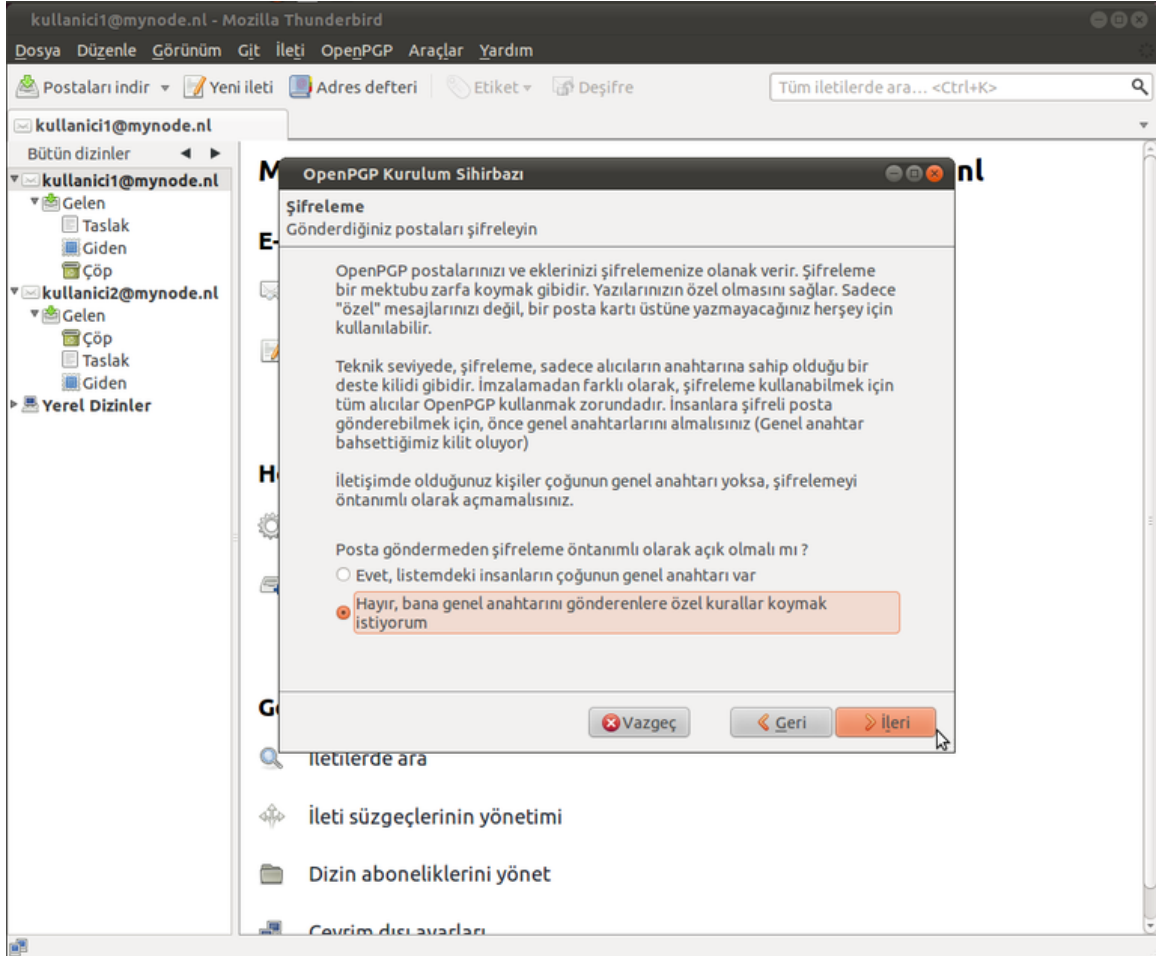 kullanici1@mynode.nl - Mozilla Thunderbird
Dosya Düzenle Görünüm Git İleti OpenPGP Araçlar Yardım
Postaları indir Yeni ileti Adres defteri Etiket Deşifre Tüm iletilerde ara... <Ctrl+K>
kullanici1@mynode.nl
Bütün dizinler
kullanici1@mynode.nl
Gelen
Taslak
Giden
Çöp
kullanici2@mynode.nl
Gelen
Çöp
Taslak
Giden
Yerel Dizinler
nl
OpenPGP Kurulum Sihirbazı
Şifreleme
Gönderdiğiniz postaları şifreleyin
OpenPGP postalarınızı ve eklerinizi şifrelemenize olanak verir. Şifreleme
bir mektubu zarfa koymak gibidir. Yazılarınızın özel olmasını sağlar. Sadece
"özel" mesajlarınızı değil, bir posta kartı üstüne yazmayacağınız herşey için
kullanılabilir.
Teknik seviyede, şifreleme, sadece alıcıların anahtarına sahip olduğu bir
deste kilidi gibidir. İmzalamadan farklı olarak, şifreleme kullanabilmek için
tüm alıcılar OpenPGP kullanmak zorundadır. İnsanlara şifreli posta
gönderebilmek için, önce genel anahtarlarını almalısınız (Genel anahtar
bahsettiğimiz kilit oluyor)
İletişimde olduğunuz kişiler çoğunun genel anahtarı yoksa, şifrelemeyi
öntanımlı olarak açmamalısınız.
Posta göndermeden şifreleme öntanımlı olarak açık olmalı mı ?
Evet, listemdeki insanların çoğunun genel anahtarı var
Hayır, bana genel anahtarını gönderenlere özel kurallar koymak
istiyorum
Vazgeç Geri İleri
İletilerde ara
İleti süzgeçlerinin yönetimi
Dizin aboneliklerini yönet
Çevrim dışı ayarları